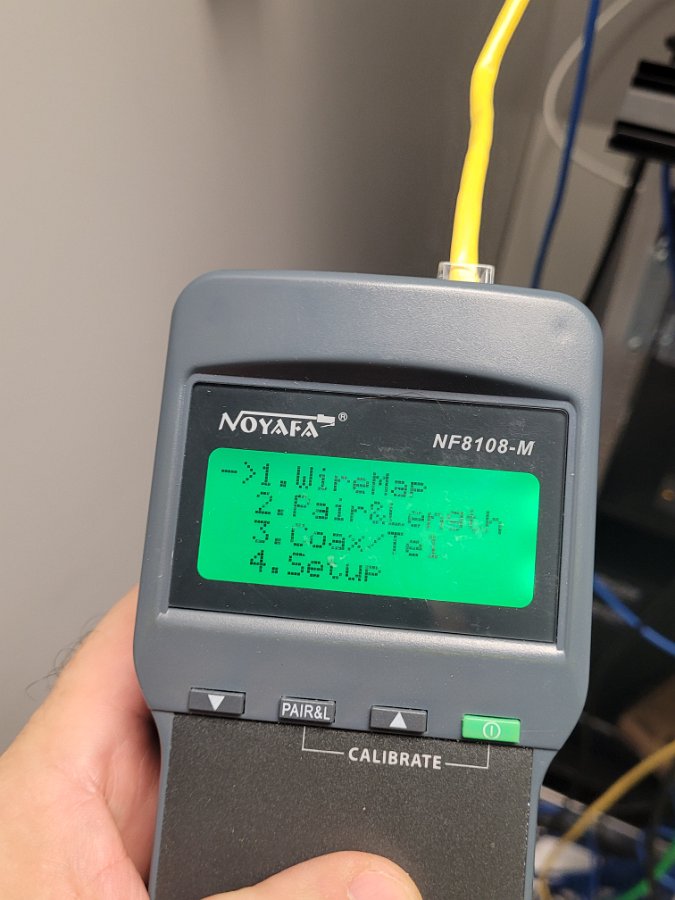 NOYAFA®
NF8108-M
->1.WireMap
2.Pair&Length
3.Coax/Tel
4.Setup
▼ PAIR&L ▲
CALIBRATE